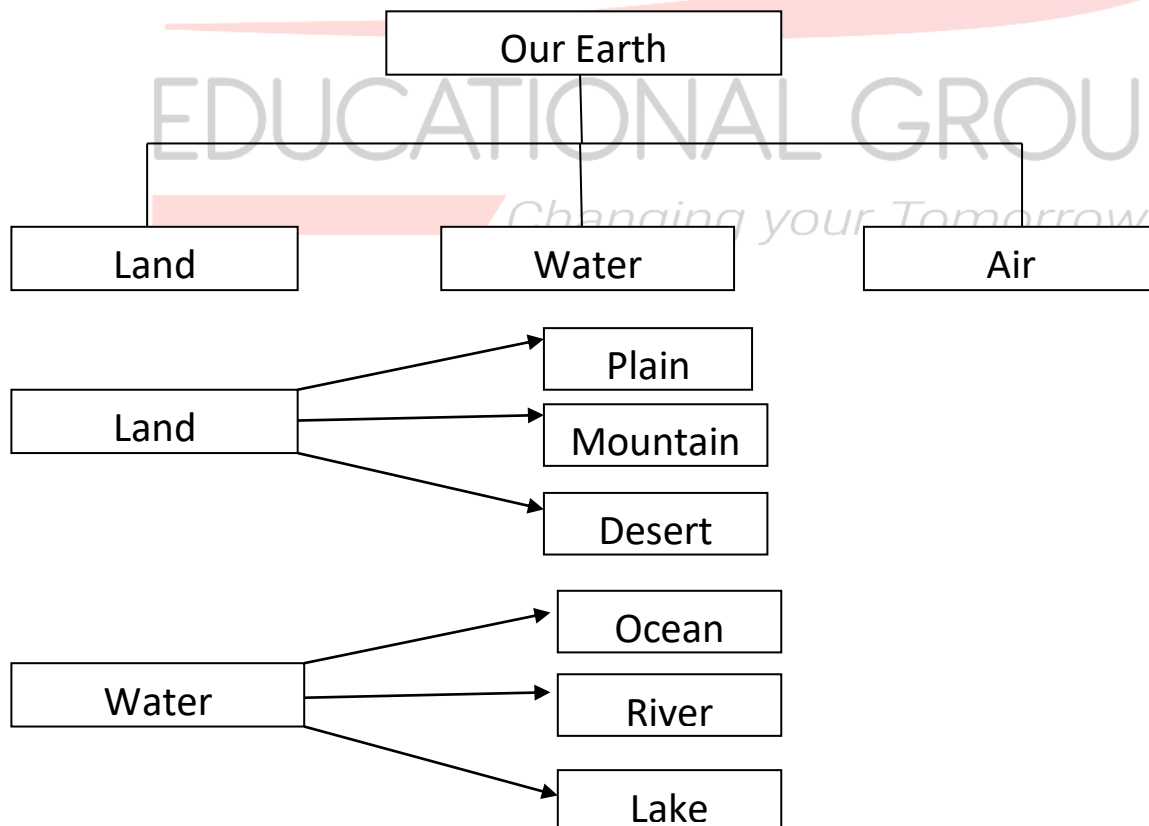 Our Earth
EDUCATIONAL GROU
Changing your Tomorrow
Land
Water
Air
Plain
Land
Mountain
Desert
Ocean
Water
River
Lake